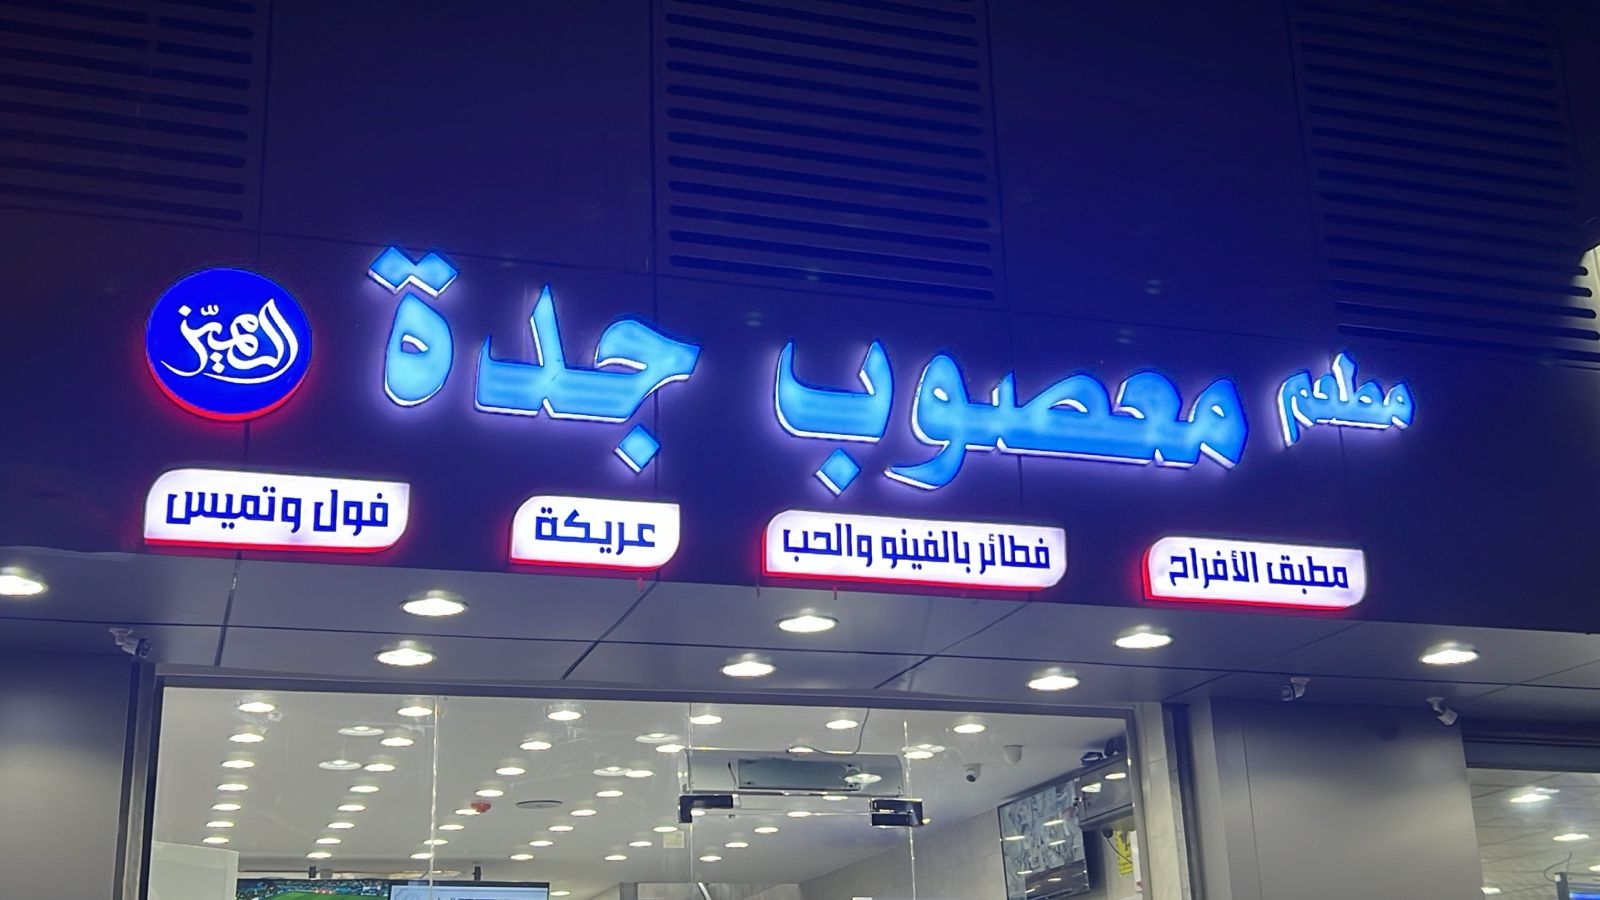 مطعم معصوب جدة
المميز
مطبق الأفراح
فطائر بالفينو والحب
عريكة
فول وتميس